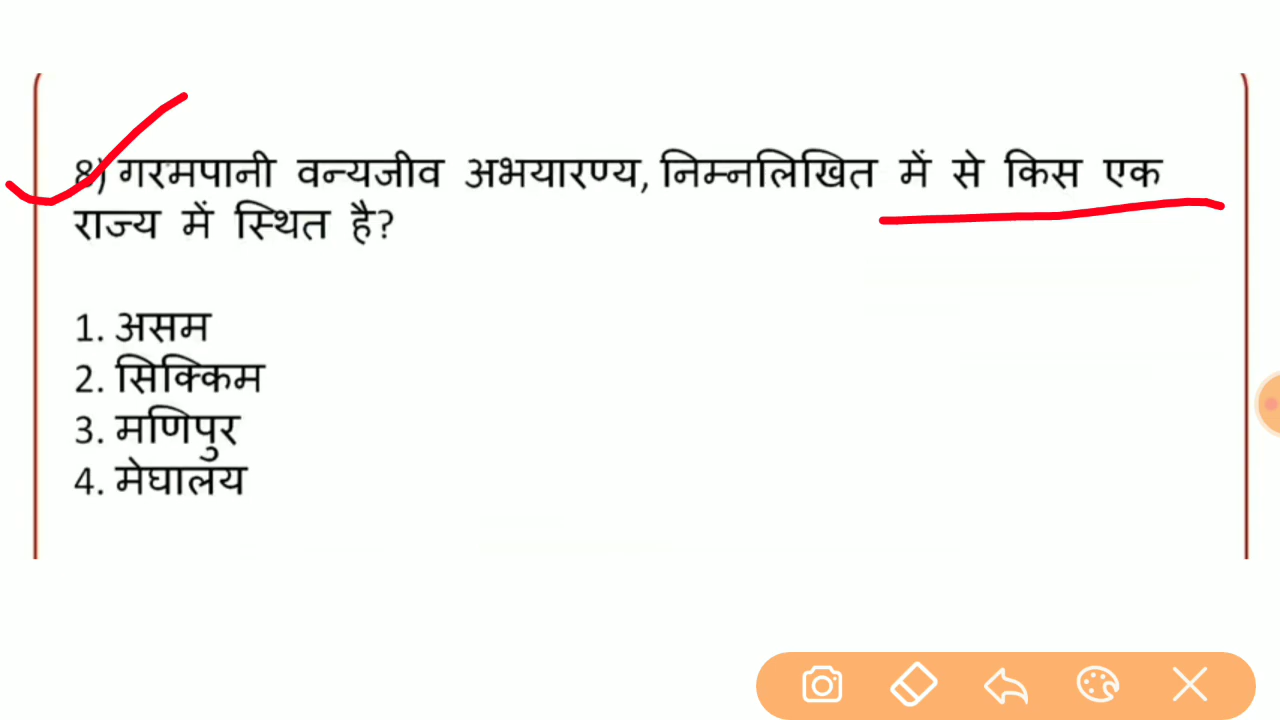 8) गरमपानी वन्यजीव अभयारण्य, निम्नलिखित में से किस एक
राज्य में स्थित है?
1. असम
2. सिक्किम
3. मणिपुर
4. मेघालय